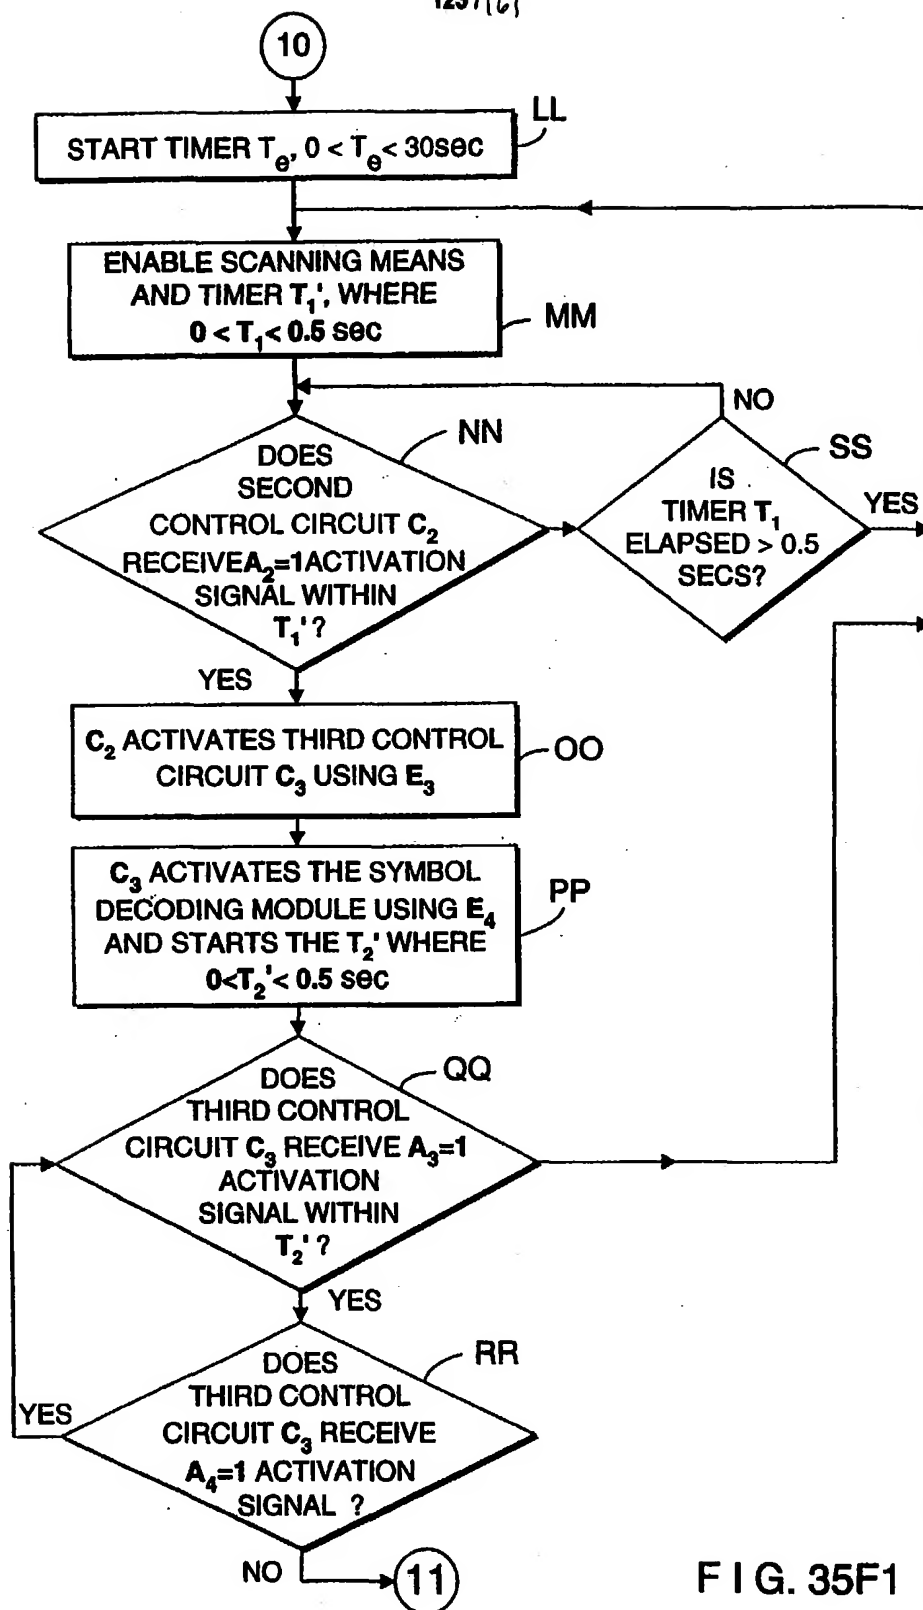 10
START TIMER Te, 0 < Te < 30sec
LL
ENABLE SCANNING MEANS
AND TIMER T1', WHERE
0 < T1 < 0.5 sec
MM
NO
DOES
SECOND
CONTROL CIRCUIT C2
RECEIVEA2=1ACTIVATION
SIGNAL WITHIN
T1' ?
NN
IS
TIMER T1
ELAPSED > 0.5
SECS?
SS
YES
YES
C2 ACTIVATES THIRD CONTROL
CIRCUIT C3 USING E3
OO
C3 ACTIVATES THE SYMBOL
DECODING MODULE USING E4
AND STARTS THE T2' WHERE
0<T2'< 0.5 sec
PP
DOES
THIRD CONTROL
CIRCUIT C3 RECEIVE A3=1
ACTIVATION
SIGNAL WITHIN
T2' ?
QQ
YES
DOES
THIRD CONTROL
CIRCUIT C3 RECEIVE
A4=1 ACTIVATION
SIGNAL ?
RR
YES
NO
11
FIG. 35F1